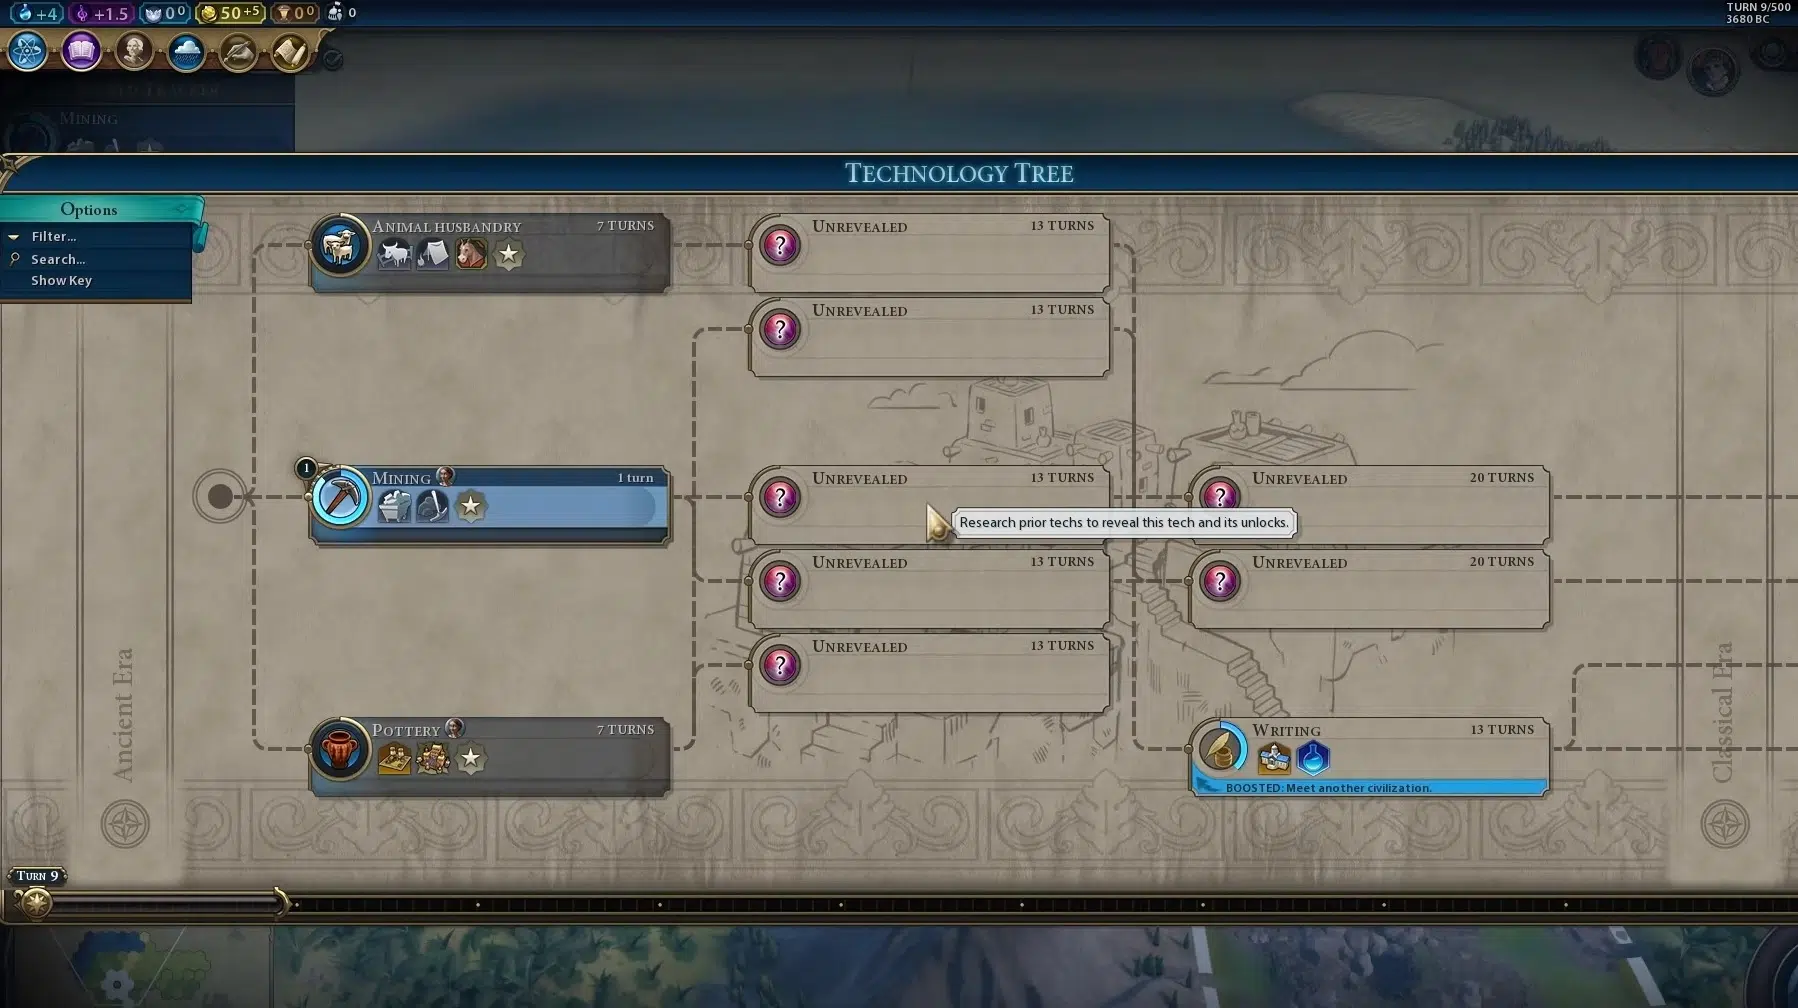 +4 +1.5 0 0 50 +5 0 0 0
TURN 9/500
3680 BC
MINING
TECHNOLOGY TREE
Options
Filter...
Search...
Show Key
ANIMAL HUSBANDRY 7 TURNS
UNREVEALED 13 TURNS
UNREVEALED 13 TURNS
1
MINING 1 turn
UNREVEALED 13 TURNS
UNREVEALED 20 TURNS
Research prior techs to reveal this tech and its unlocks.
UNREVEALED 13 TURNS
UNREVEALED 20 TURNS
UNREVEALED 13 TURNS
Ancient Era
Classical Era
POTTERY 7 TURNS
WRITING 13 TURNS
BOOSTED: Meet another civilization.
TURN 9